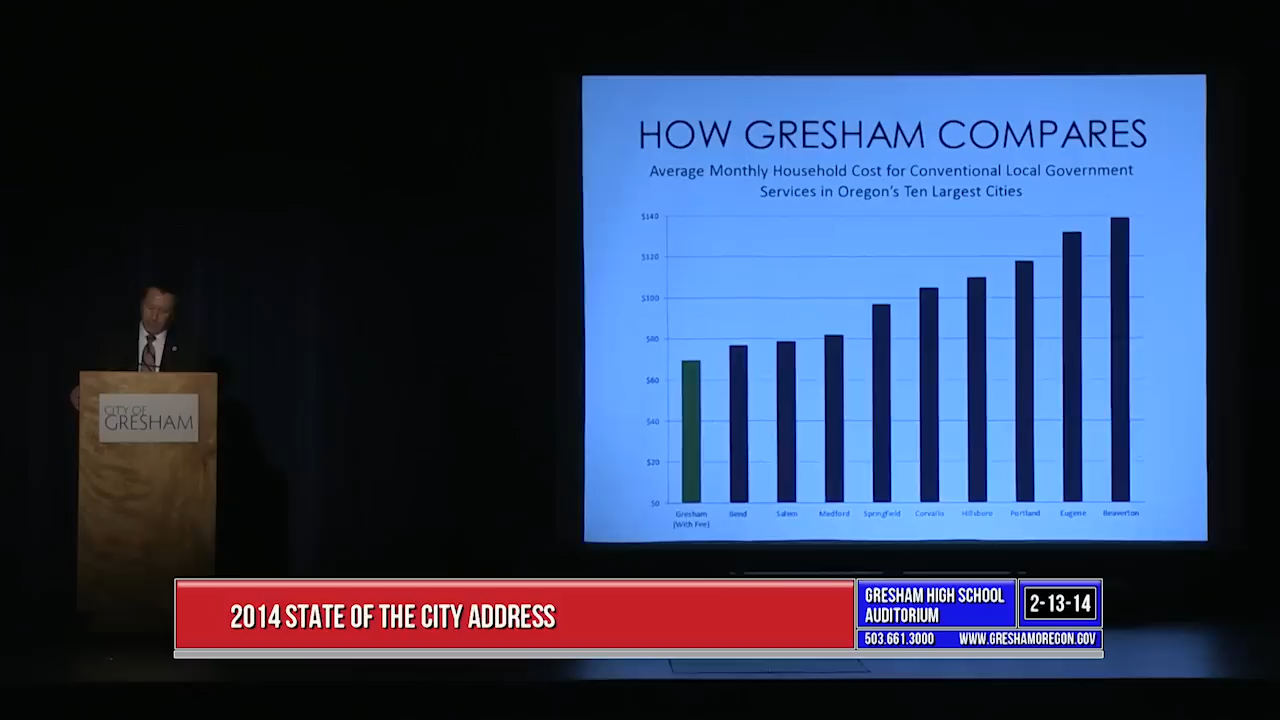 HOW GRESHAM COMPARES
Average Monthly Household Cost for Conventional Local Government
Services in Oregon's Ten Largest Cities
$140
$120
$100
$80
$60
$40
$20
$0
Gresham
(With Fee)
Bend
Salem
Medford
Springfield
Corvallis
Hillsboro
Portland
Eugene
Beaverton
CITY OF
GRESHAM
2014 STATE OF THE CITY ADDRESS
GRESHAM HIGH SCHOOL
AUDITORIUM
2-13-14
503.661.3000 WWW.GRESHAMOREGON.GOV